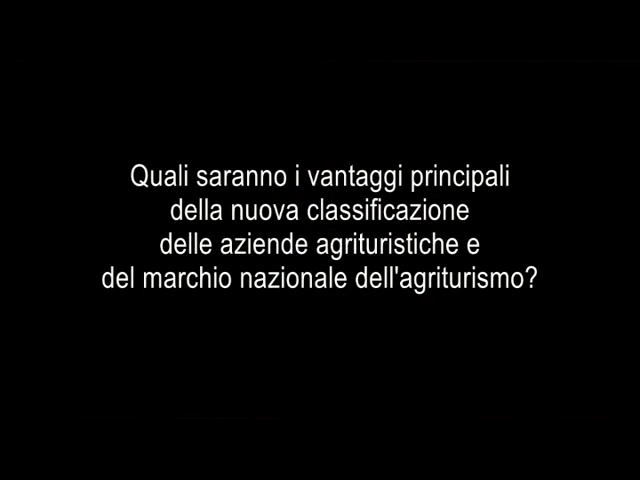 Quali saranno i vantaggi principali
della nuova classificazione
delle aziende agrituristiche e
del marchio nazionale dell'agriturismo?